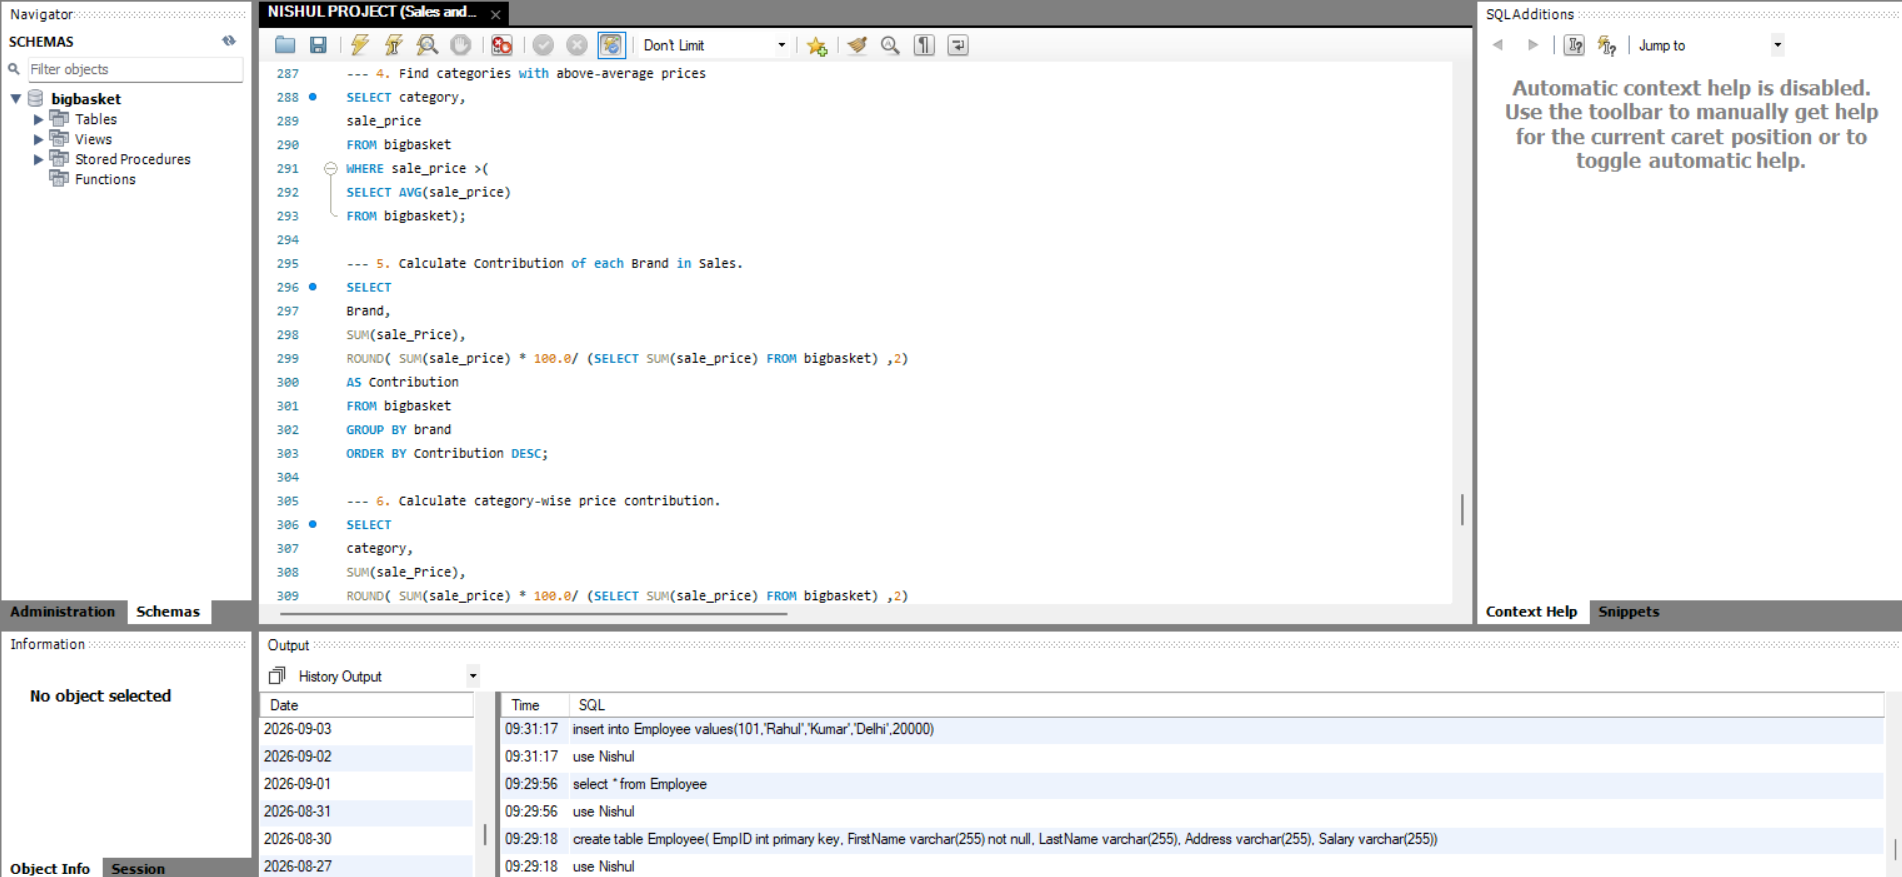 Navigator
SCHEMAS
Filter objects
bigbasket
Tables
Views
Stored Procedures
Functions
Administration
Schemas
Information
No object selected
Object Info
Session
NISHUL PROJECT (Sales and...
Don't Limit
287 --- 4. Find categories with above-average prices
288 SELECT category,
289 sale_price
290 FROM bigbasket
291 WHERE sale_price >(
292 SELECT AVG(sale_price)
293 FROM bigbasket);
294
295 --- 5. Calculate Contribution of each Brand in Sales.
296 SELECT
297 Brand,
298 SUM(sale_Price),
299 ROUND( SUM(sale_price) * 100.0/ (SELECT SUM(sale_price) FROM bigbasket) ,2)
300 AS Contribution
301 FROM bigbasket
302 GROUP BY brand
303 ORDER BY Contribution DESC;
304
305 --- 6. Calculate category-wise price contribution.
306 SELECT
307 category,
308 SUM(sale_Price),
309 ROUND( SUM(sale_price) * 100.0/ (SELECT SUM(sale_price) FROM bigbasket) ,2)
SQLAdditions
Jump to
Automatic context help is disabled.
Use the toolbar to manually get help
for the current caret position or to
toggle automatic help.
Context Help
Snippets
Output
History Output
Date
2026-09-03
2026-09-02
2026-09-01
2026-08-31
2026-08-30
2026-08-27
Time SQL
09:31:17 insert into Employee values(101,'Rahul','Kumar','Delhi',20000)
09:31:17 use Nishul
09:29:56 select * from Employee
09:29:56 use Nishul
09:29:18 create table Employee( EmpID int primary key, FirstName varchar(255) not null, LastName varchar(255), Address varchar(255), Salary varchar(255))
09:29:18 use Nishul